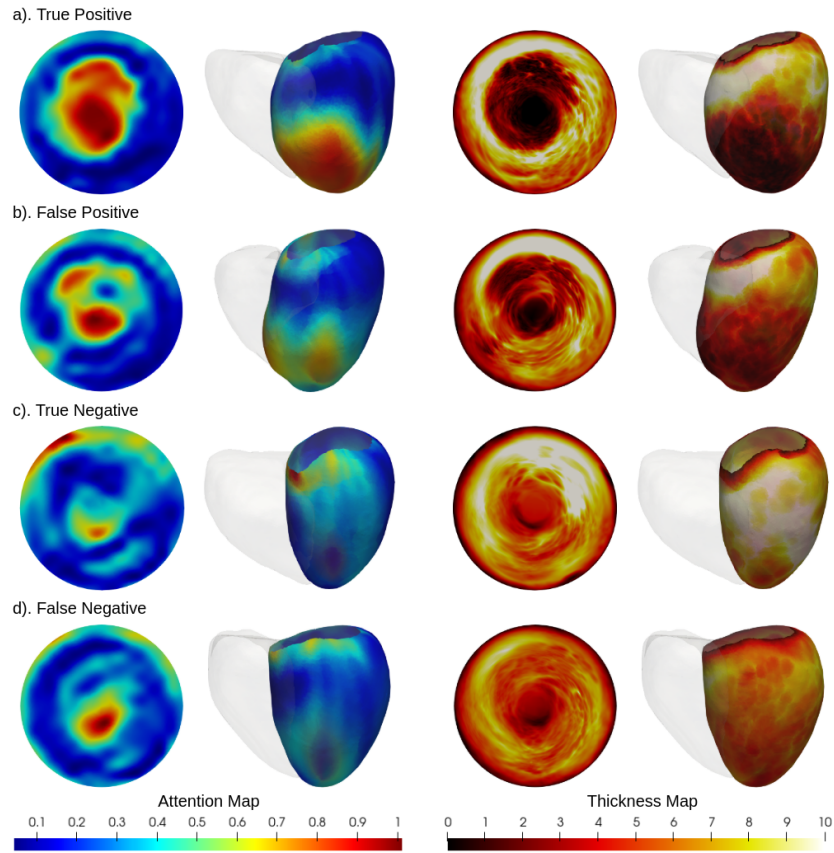 a). True Positive
b). False Positive
c). True Negative
d). False Negative
Attention Map
Thickness Map
0.1 0.2 0.3 0.4 0.5 0.6 0.7 0.8 0.9 1
0 1 2 3 4 5 6 7 8 9 10